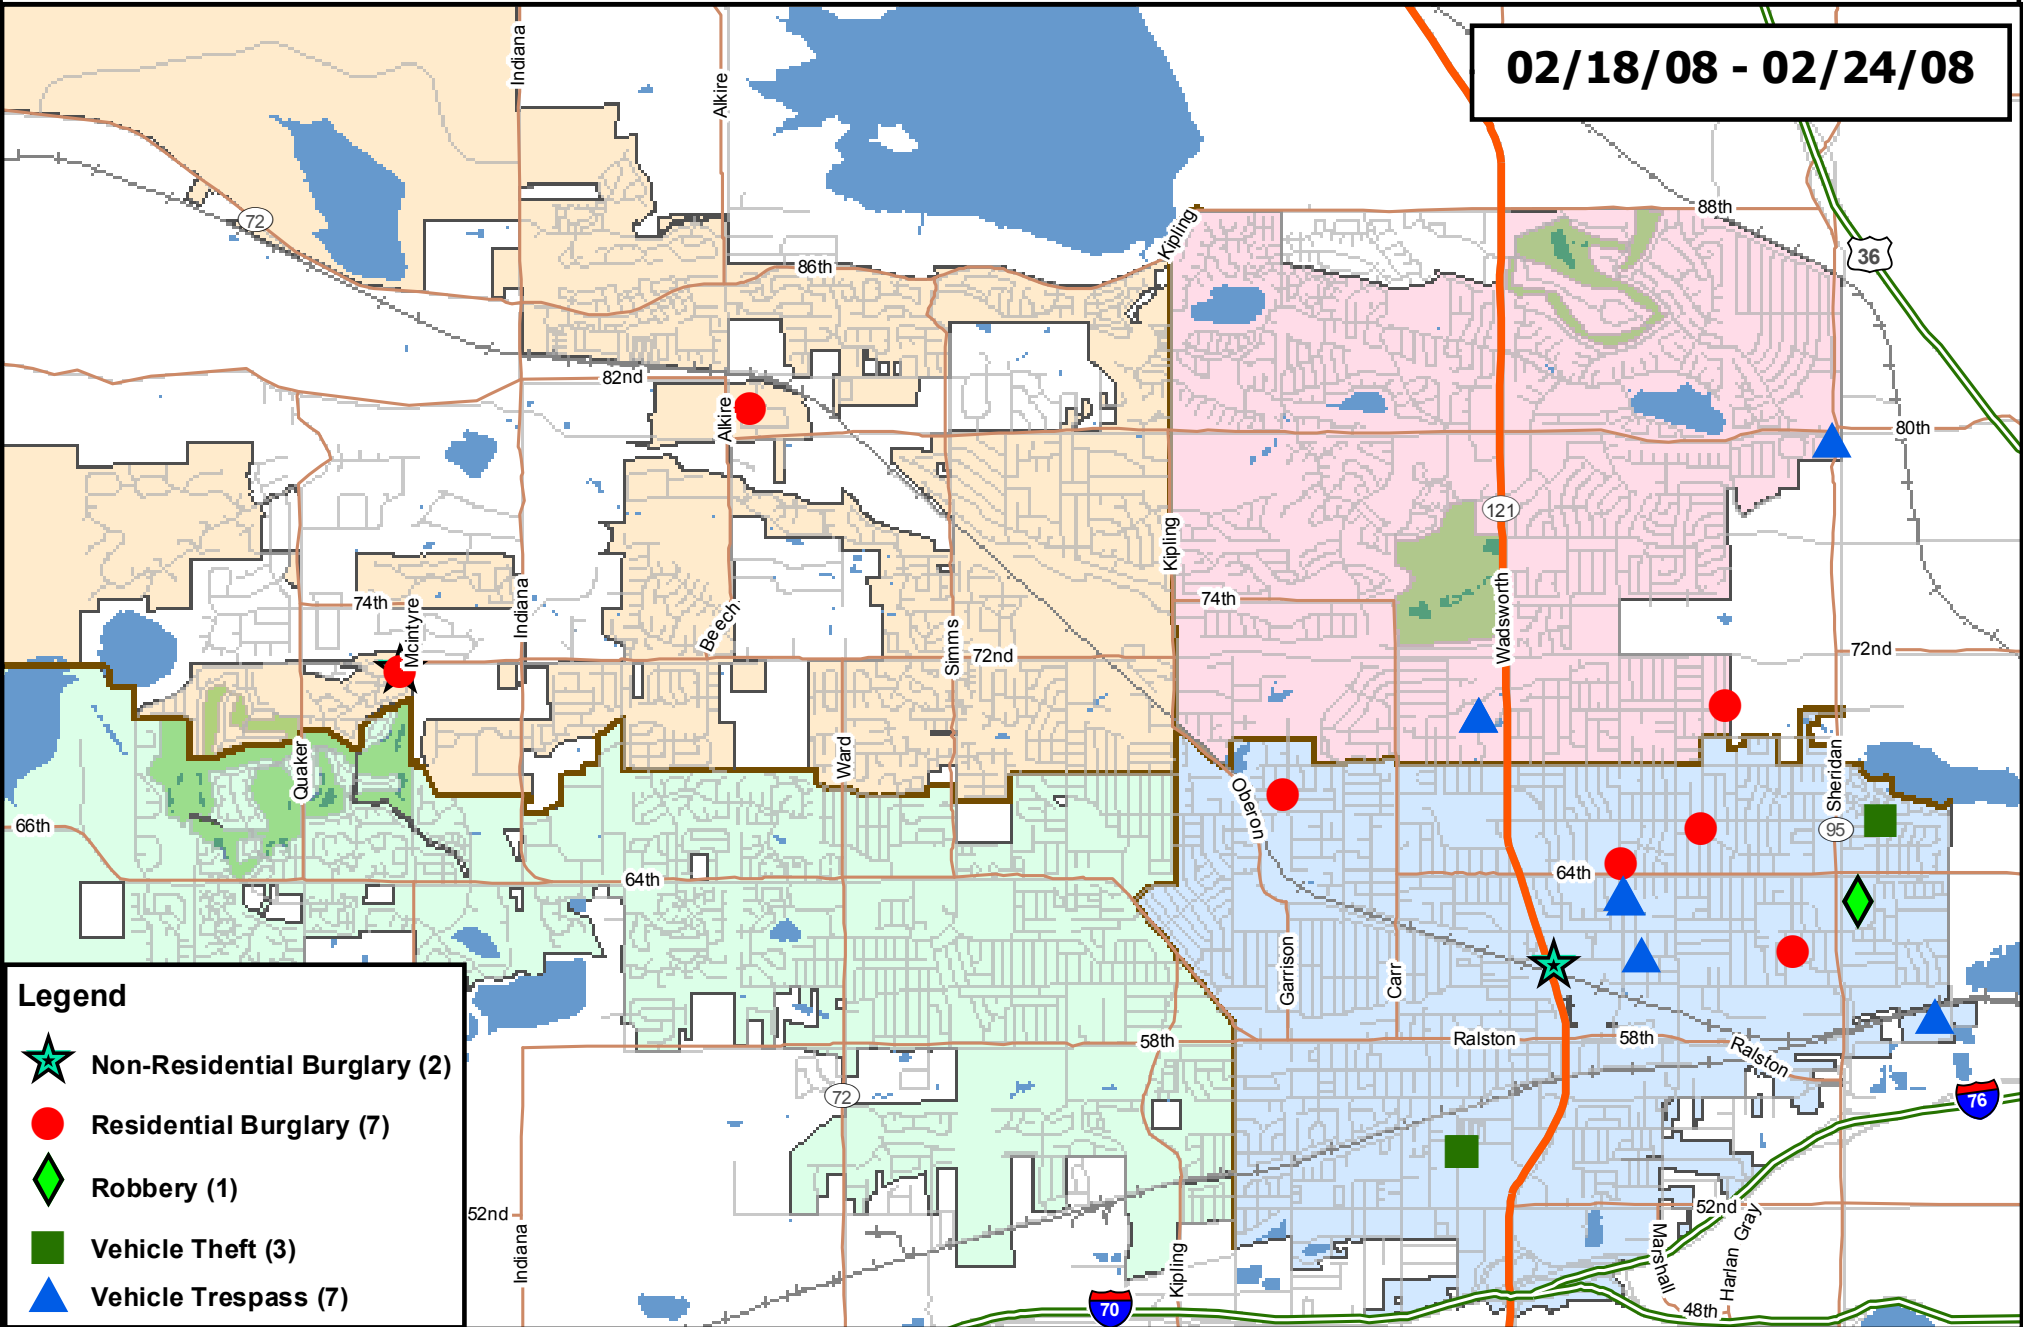 02/18/08 - 02/24/08
Indiana
Alkire
88th
Kipling
72
36
86th
82nd
Alkire
80th
121
Kipling
74th
Mcintyre
Indiana
Beech
74th
Wadsworth
Simms
72nd
72nd
Quaker
Ward
Oberon
Sheridan
66th
95
64th
64th
Garrison
Carr
58th
Ralston
58th
Ralston
72
76
52nd
Indiana
Kipling
52nd
Marshall
Harlan
Gray
70
48th
Legend
Non-Residential Burglary (2)
Residential Burglary (7)
Robbery (1)
Vehicle Theft (3)
Vehicle Trespass (7)